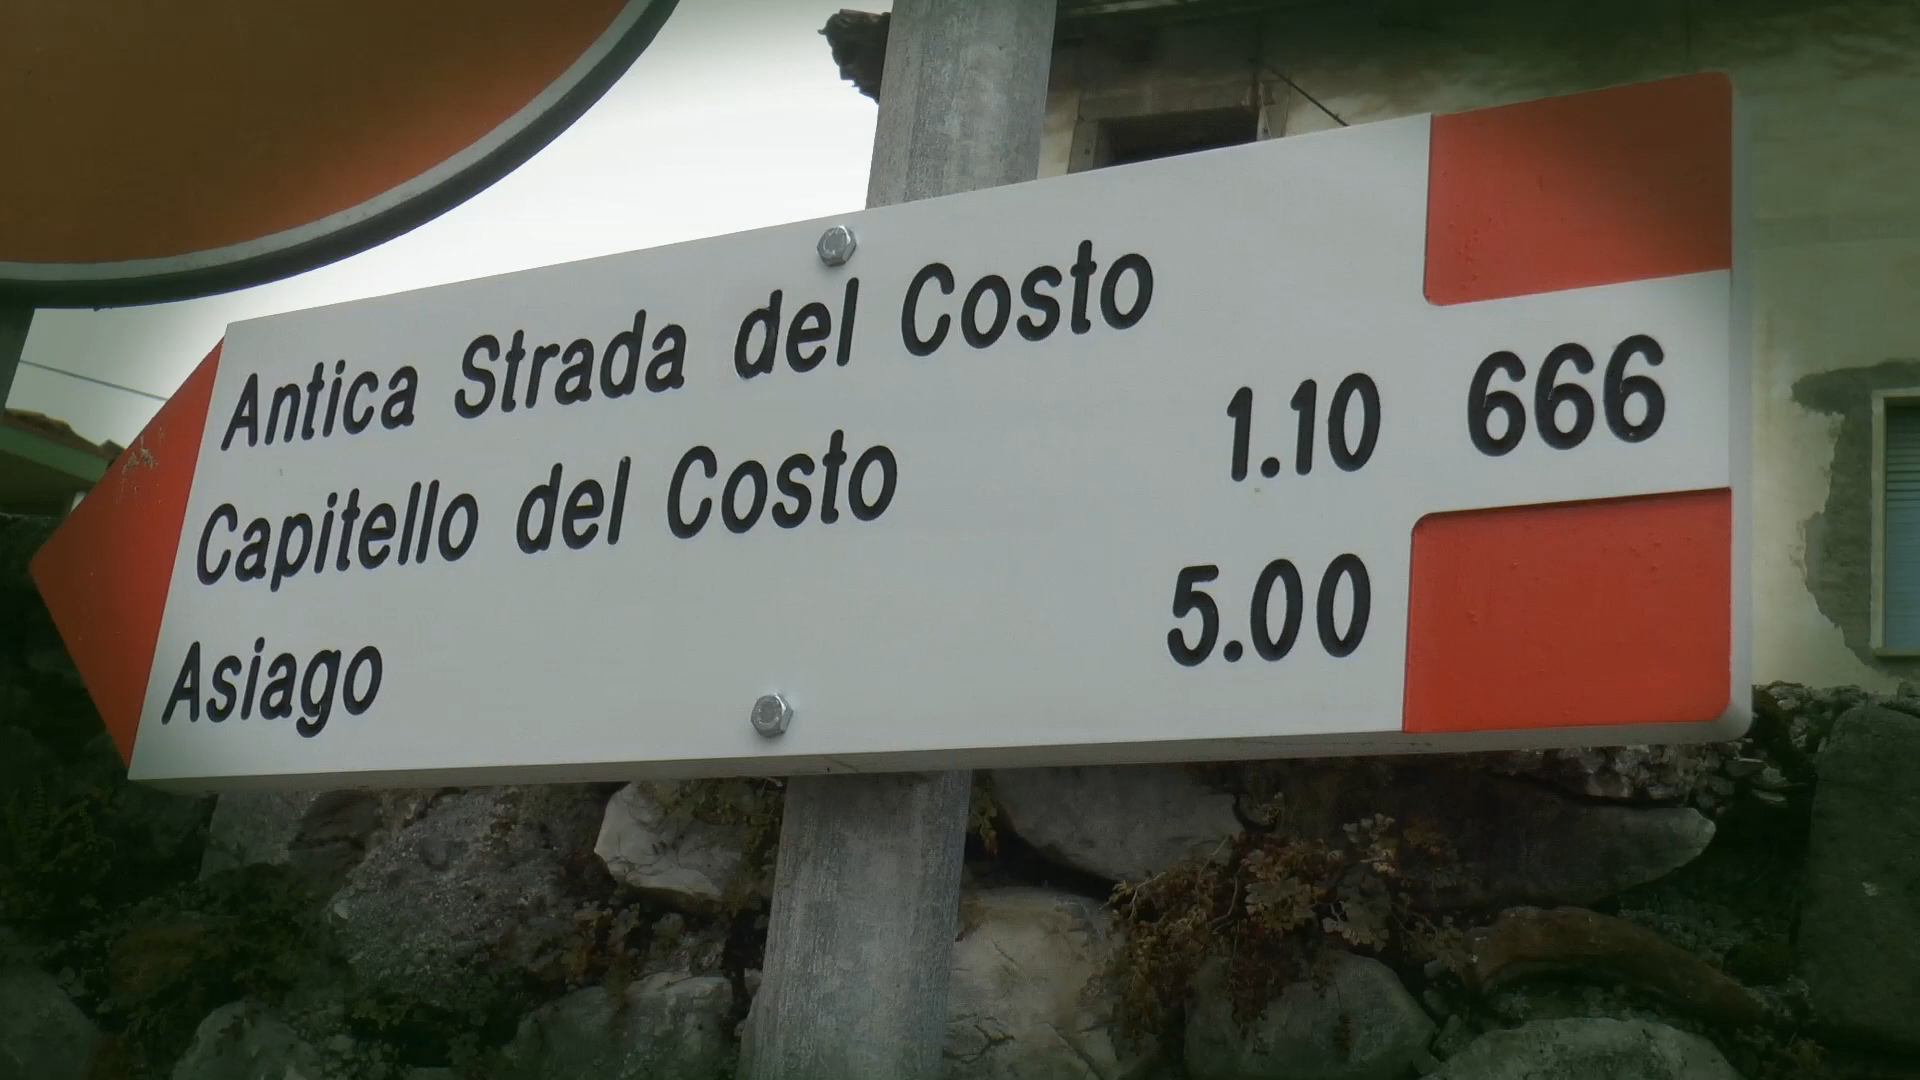 Antica Strada del Costo
Capitello del Costo 1.10 666
Asiago 5.00